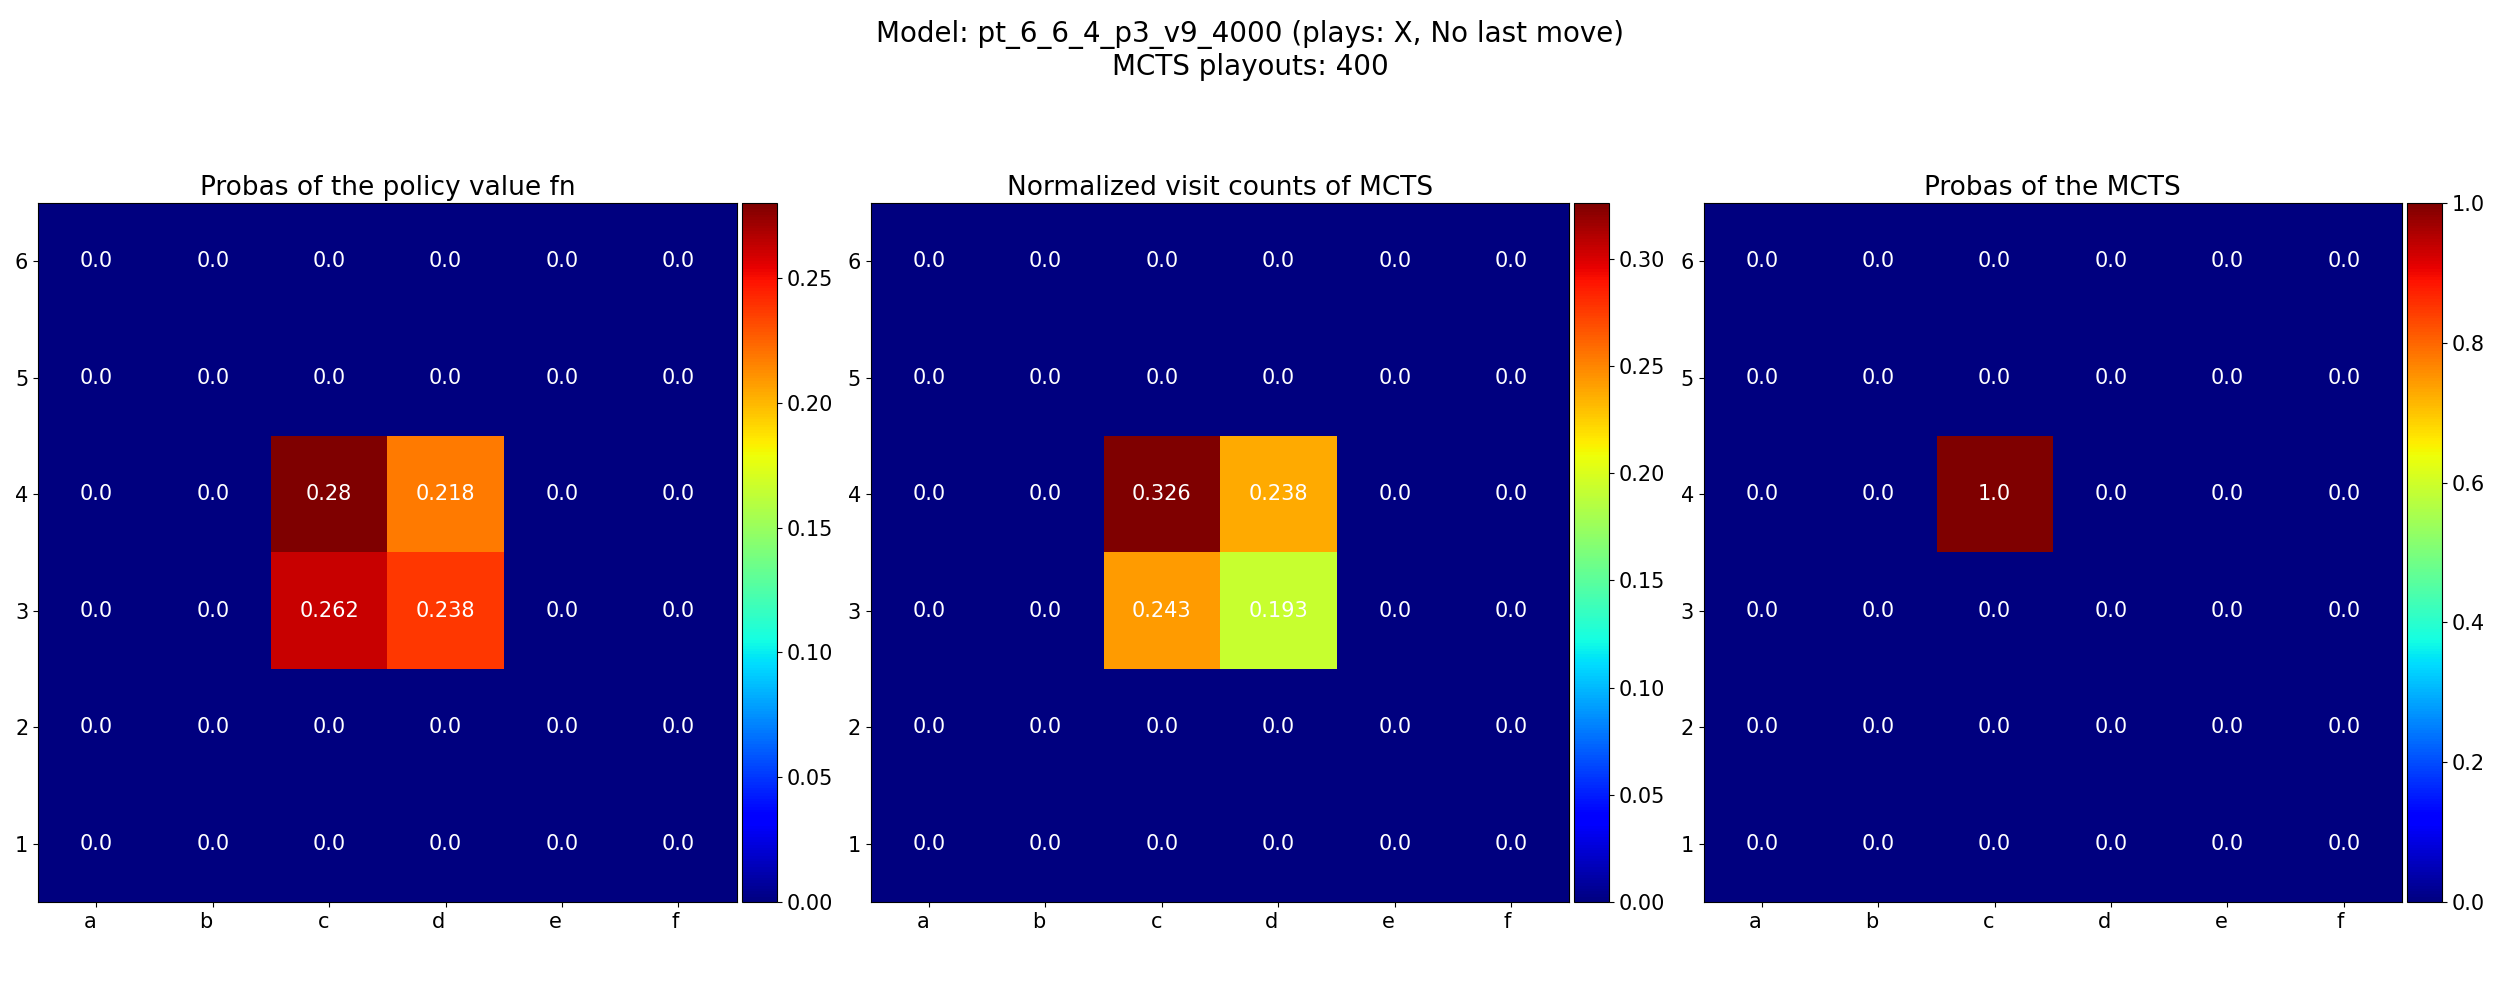 Model: pt_6_6_4_p3_v9_4000 (plays: X, No last move)
MCTS playouts: 400
Probas of the policy value fn
6 0.0 0.0 0.0 0.0 0.0 0.0
5 0.0 0.0 0.0 0.0 0.0 0.0
4 0.0 0.0 0.28 0.218 0.0 0.0
3 0.0 0.0 0.262 0.238 0.0 0.0
2 0.0 0.0 0.0 0.0 0.0 0.0
1 0.0 0.0 0.0 0.0 0.0 0.0
a b c d e f
0.25
0.20
0.15
0.10
0.05
0.00
Normalized visit counts of MCTS
6 0.0 0.0 0.0 0.0 0.0 0.0
5 0.0 0.0 0.0 0.0 0.0 0.0
4 0.0 0.0 0.326 0.238 0.0 0.0
3 0.0 0.0 0.243 0.193 0.0 0.0
2 0.0 0.0 0.0 0.0 0.0 0.0
1 0.0 0.0 0.0 0.0 0.0 0.0
a b c d e f
0.30
0.25
0.20
0.15
0.10
0.05
0.00
Probas of the MCTS
6 0.0 0.0 0.0 0.0 0.0 0.0
5 0.0 0.0 0.0 0.0 0.0 0.0
4 0.0 0.0 1.0 0.0 0.0 0.0
3 0.0 0.0 0.0 0.0 0.0 0.0
2 0.0 0.0 0.0 0.0 0.0 0.0
1 0.0 0.0 0.0 0.0 0.0 0.0
a b c d e f
1.0
0.8
0.6
0.4
0.2
0.0